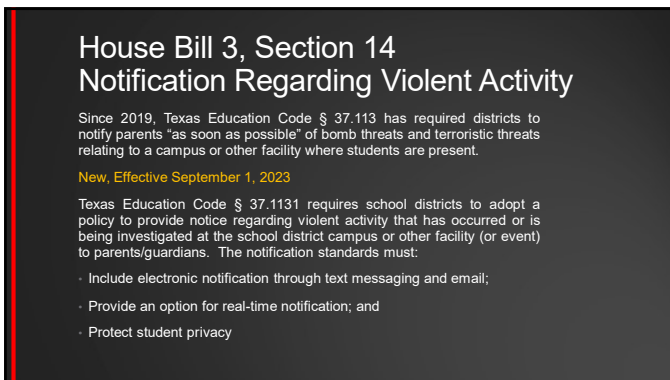 House Bill 3, Section 14
Notification Regarding Violent Activity
Since 2019, Texas Education Code § 37.113 has required districts to
notify parents “as soon as possible” of bomb threats and terroristic threats
relating to a campus or other facility where students are present.
New, Effective September 1, 2023
Texas Education Code § 37.1131 requires school districts to adopt a
policy to provide notice regarding violent activity that has occurred or is
being investigated at the school district campus or other facility (or event)
to parents/guardians. The notification standards must:
• Include electronic notification through text messaging and email;
• Provide an option for real-time notification; and
• Protect student privacy